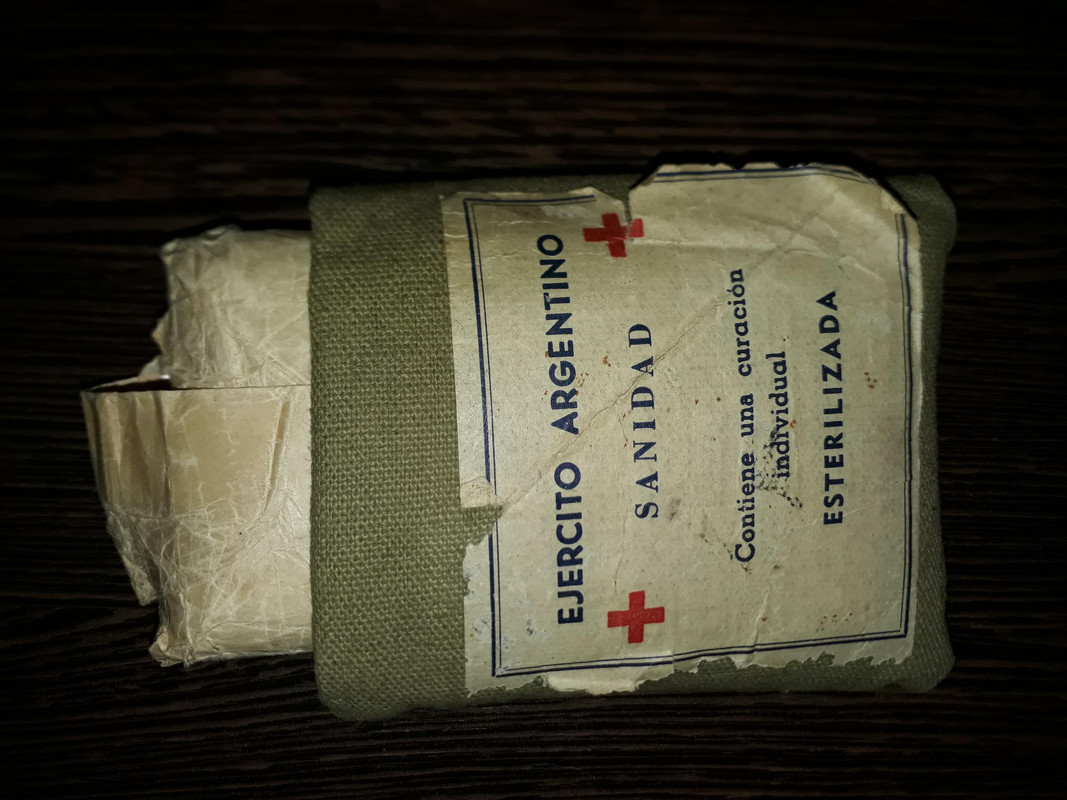 EJERCITO ARGENTINO
SANIDAD
Contiene una curación
individual
ESTERILIZADA